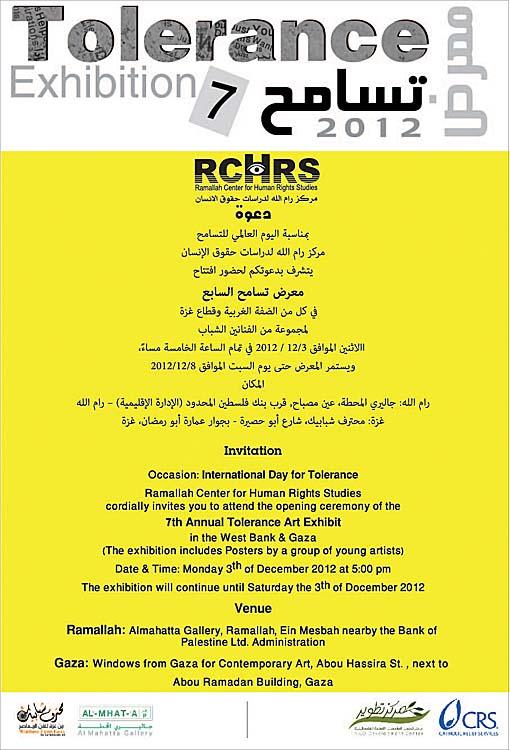 Tolerance
Exhibition 7
معرض تسامح
2012
RCHRS
Ramallah Center for Human Rights Studies
مركز رام الله لدراسات حقوق الانسان
دعوة
بمناسبة اليوم العالمي للتسامح
مركز رام الله لدراسات حقوق الإنسان
يتشرف بدعوتكم لحضور افتتاح
معرض تسامح السابع
في كل من الضفة الغربية وقطاع غزة
لمجموعة من الفنانين الشباب
االاثنين الموافق 12/3 / 2012 في تمام الساعة الخامسة مساءً،
ويستمر المعرض حتى يوم السبت الموافق 2012/12/8
المكان
رام الله: جاليري المحطة، عين مصباح، قرب بنك فلسطين المحدود (الإدارة الإقليمية) – رام الله
غزة: محترف شبابيك، شارع أبو حصيرة - بجوار عمارة أبو رمضان، غزة
Invitation
Occasion: International Day for Tolerance
Ramallah Center for Human Rights Studies
cordially invites you to attend the opening ceremony of the
7th Annual Tolerance Art Exhibit
in the West Bank & Gaza
(The exhibition includes Posters by a group of young artists)
Date & Time: Monday 3th of December 2012 at 5:00 pm
The exhibition will continue until Saturday the 3th of Docember 2012
Venue
Ramallah: Almahatta Gallery, Ramallah, Ein Mesbah nearby the Bank of
Palestine Ltd. Administration
Gaza: Windows from Gaza for Contemporary Art, Abou Hassira St. , next to
Abou Ramadan Building, Gaza
AL-MHAT-A
جاليري المحطة
Al Mahatta Gallery
مركز تطوير
CRS
CATHOLIC RELIEF SERVICES